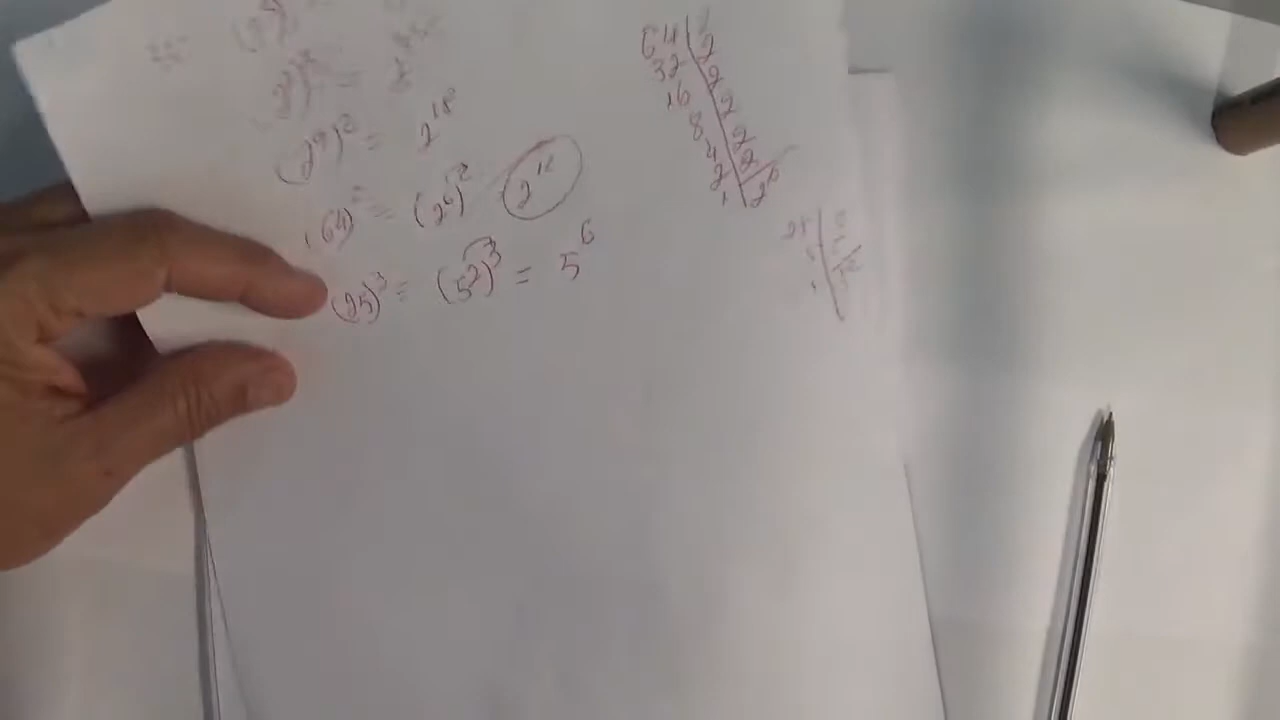 (2⁹)² = 2¹⁸
(64)² = (2⁶)² 2¹²
(25)³ = (5²)³ = 5⁶
64 | 2
32 | 2
16 | 2
8 | 2
4 | 2
2 | 2
1 | 2⁶
25 | 5
5 | 5
1 | 5²